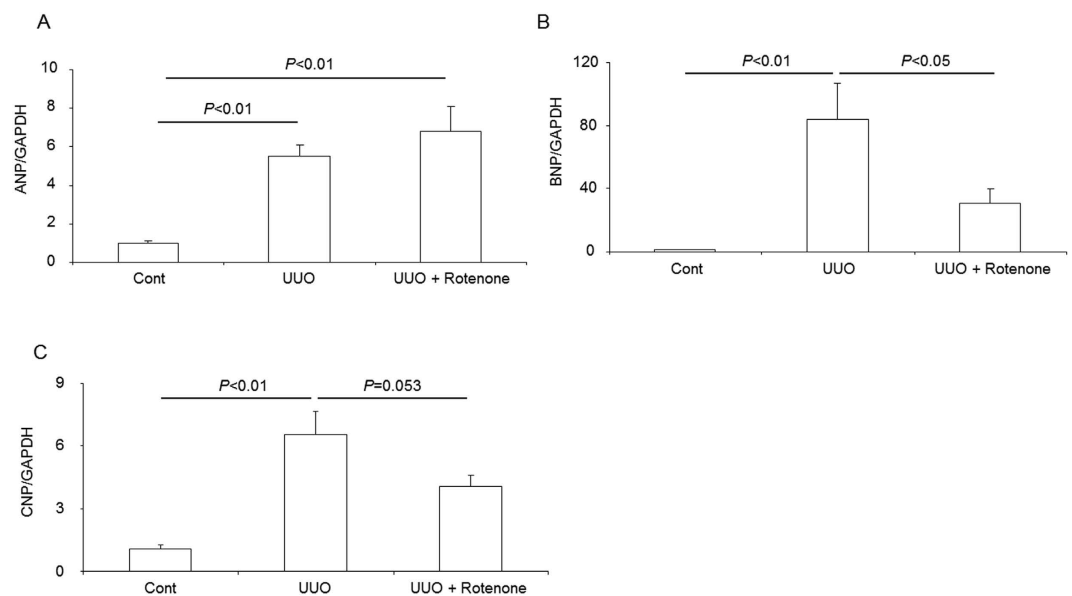 A
P<0.01
P<0.01
ANP/GAPDH
10
8
6
4
2
0
Cont
UUO
UUO + Rotenone
B
P<0.01
P<0.05
BNP/GAPDH
120
80
40
0
Cont
UUO
UUO + Rotenone
C
P<0.01
P=0.053
CNP/GAPDH
9
6
3
0
Cont
UUO
UUO + Rotenone